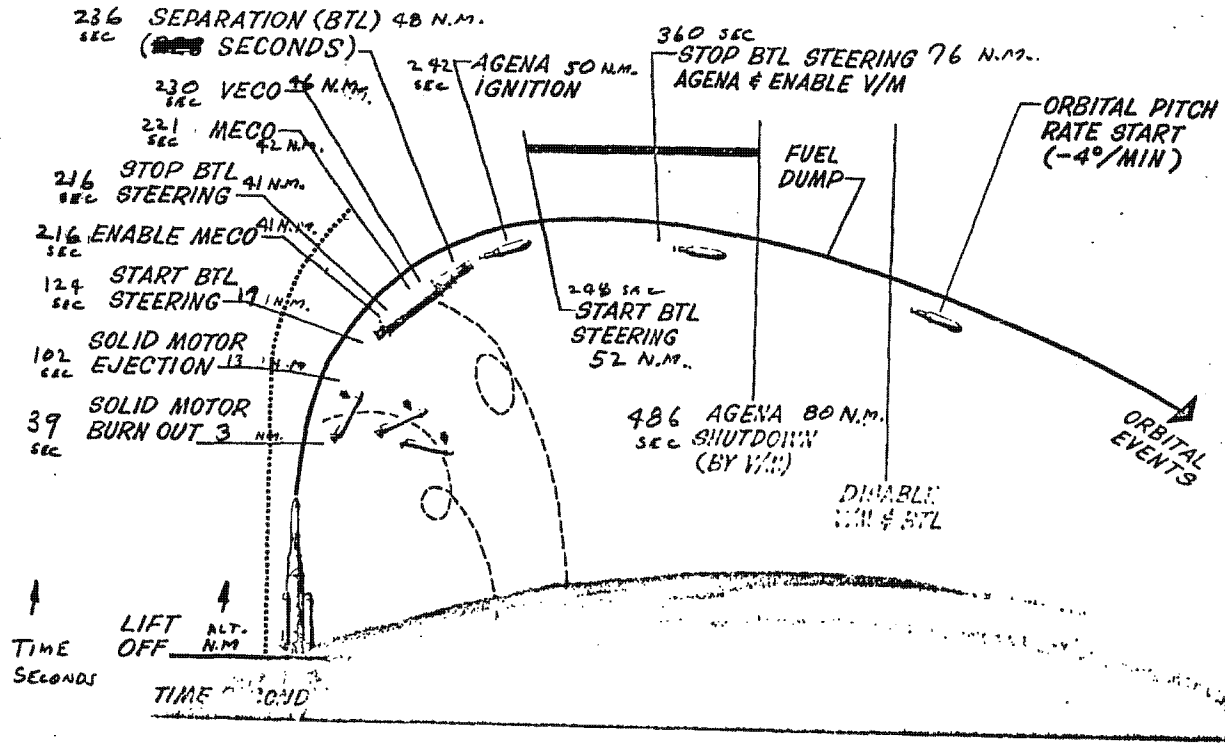 236 SEPARATION (BTL) 48 N.M.
SEC ( SECONDS)
242 AGENA 50 N.M.
SEC IGNITION
360 SEC
STOP BTL STEERING 76 N.M.
AGENA & ENABLE V/M
ORBITAL PITCH
RATE START
(-4°/MIN)
230 VECO 46 N.M.
SEC
221 MECO 42 N.M.
SEC
FUEL
DUMP
216 STOP BTL
SEC STEERING 41 N.M.
216 ENABLE MECO 41 N.M.
SEC
124 START BTL
SEC STEERING 19 N.M.
248 SEC
START BTL
STEERING
52 N.M.
102 SOLID MOTOR
SEC EJECTION 13 N.M
39 SOLID MOTOR
SEC BURN OUT 3 N.M.
486 AGENA 80 N.M.
SEC SHUTDOWN
(BY V/M)
ORBITAL
EVENTS
DISABLE
V/M & BTL
TIME
SECONDS
LIFT
OFF
ALT.
N.M
TIME